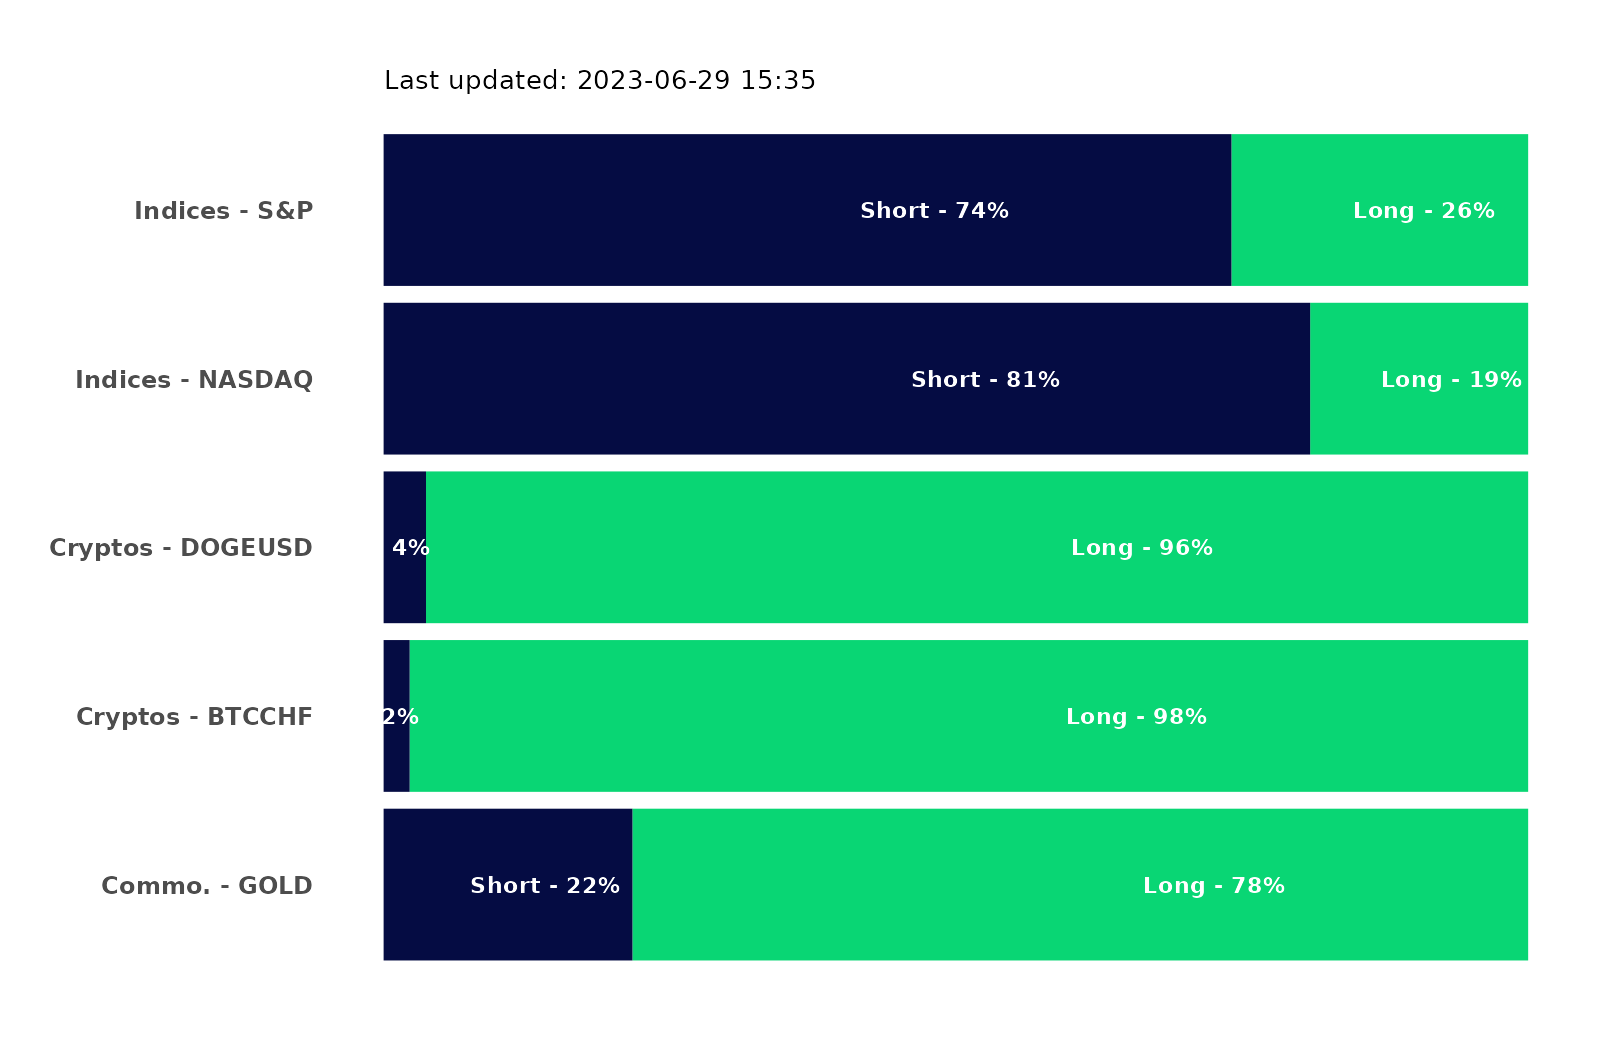 Last updated: 2023-06-29 15:35
Indices - S&P Short - 74% Long - 26%
Indices - NASDAQ Short - 81% Long - 19%
Cryptos - DOGEUSD 4% Long - 96%
Cryptos - BTCCHF 2% Long - 98%
Commo. - GOLD Short - 22% Long - 78%